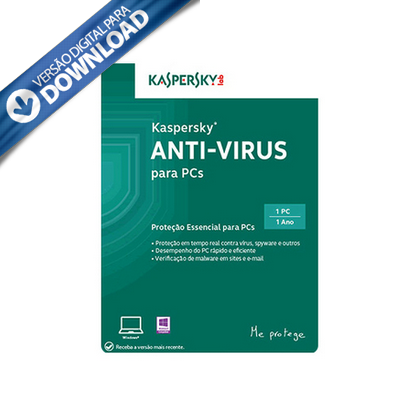 VERSÃO DIGITAL PARA
DOWNLOAD
KASPERSKY lab
Kaspersky®
ANTI-VIRUS
para PCs
1 PC
1 Ano
Proteção Essencial para PCs
• Proteção em tempo real contra vírus, spyware e outros
• Desempenho do PC rápido e eficiente
• Verificação de malware em sites e e-mail
Windows®
Me protege
Receba a versão mais recente.